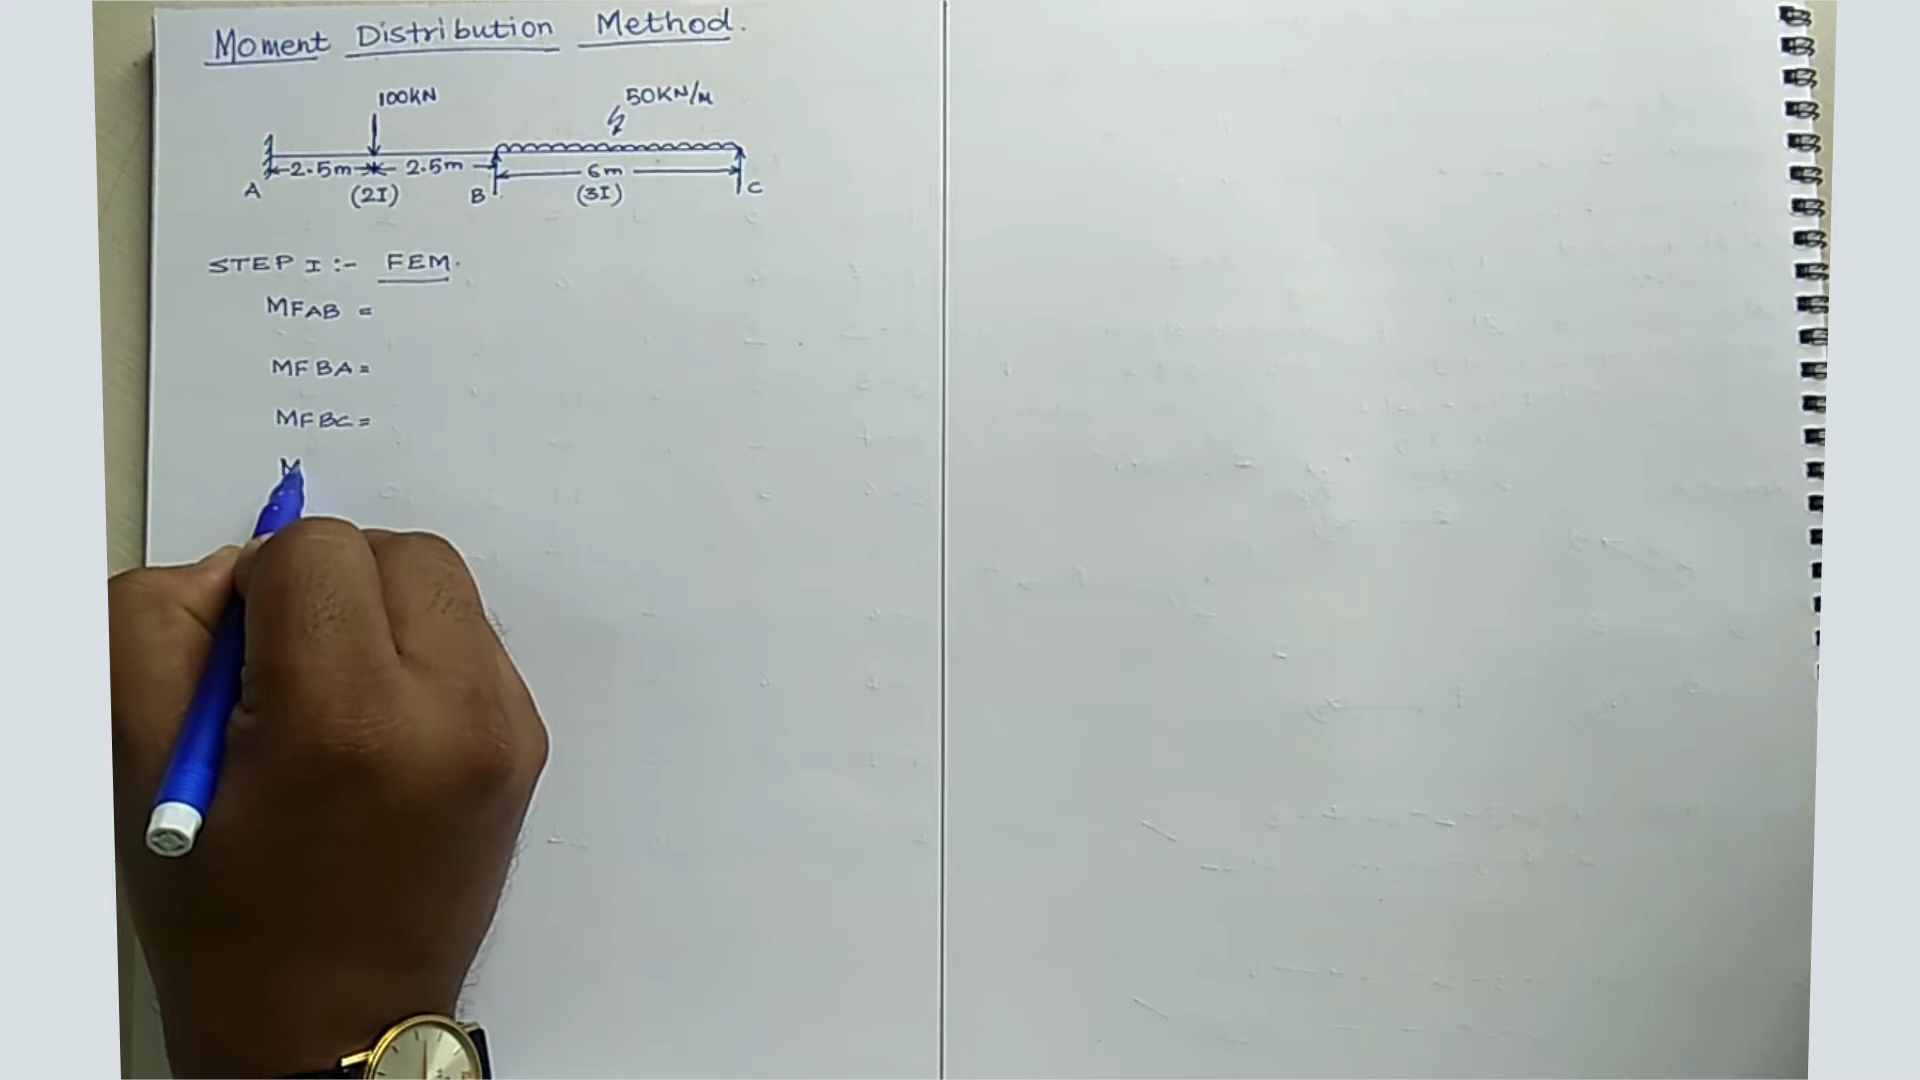 Moment Distribution Method.
100KN 50KN/M
2.5m 2.5m 6m
A (2I) B (3I) C
STEP I :- FEM.
MFAB =
MFBA =
MFBC =
M